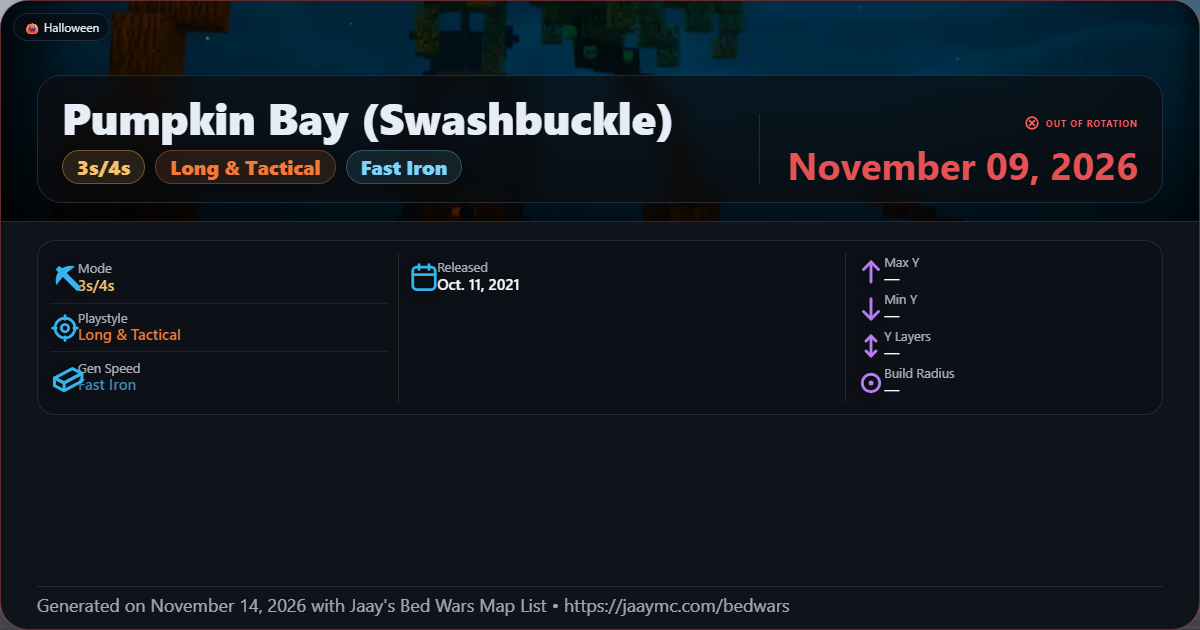 Halloween
Pumpkin Bay (Swashbuckle)
3s/4s Long & Tactical Fast Iron
OUT OF ROTATION
November 09, 2026
Mode
3s/4s
Playstyle
Long & Tactical
Gen Speed
Fast Iron
Released
Oct. 11, 2021
Max Y
—
Min Y
—
Y Layers
—
Build Radius
—
Generated on November 14, 2026 with Jaay's Bed Wars Map List • https://jaaymc.com/bedwars